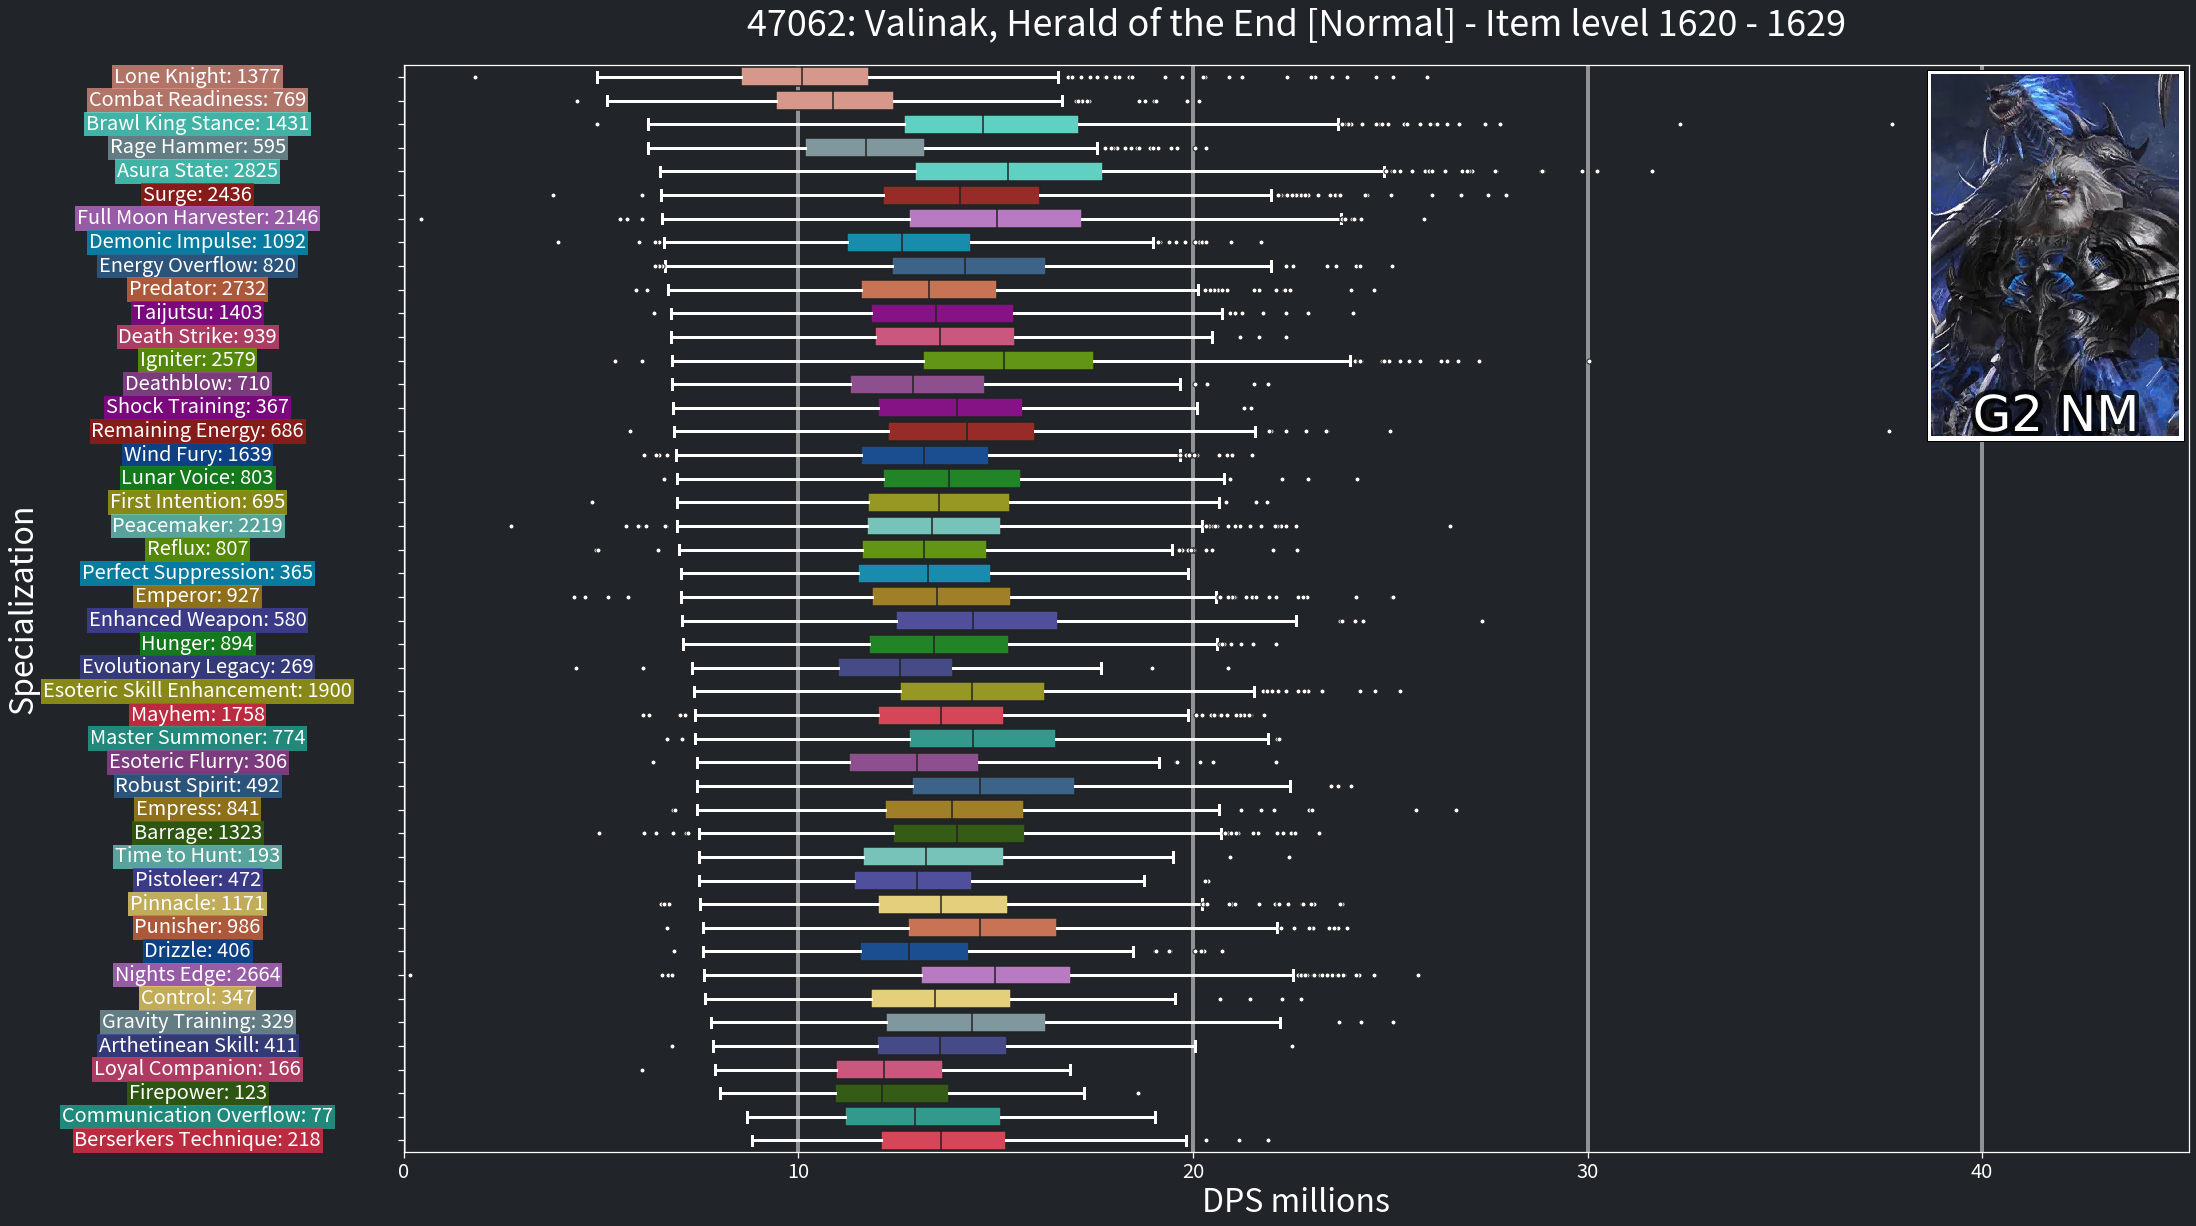 47062: Valinak, Herald of the End [Normal] - Item level 1620 - 1629
Lone Knight: 1377
Combat Readiness: 769
Brawl King Stance: 1431
Rage Hammer: 595
Asura State: 2825
Surge: 2436
Full Moon Harvester: 2146
Demonic Impulse: 1092
Energy Overflow: 820
Predator: 2732
Taijutsu: 1403
Death Strike: 939
Igniter: 2579
Deathblow: 710
Shock Training: 367
Remaining Energy: 686
Wind Fury: 1639
Lunar Voice: 803
First Intention: 695
Peacemaker: 2219
Reflux: 807
Perfect Suppression: 365
Emperor: 927
Enhanced Weapon: 580
Hunger: 894
Evolutionary Legacy: 269
Esoteric Skill Enhancement: 1900
Mayhem: 1758
Master Summoner: 774
Esoteric Flurry: 306
Robust Spirit: 492
Empress: 841
Barrage: 1323
Time to Hunt: 193
Pistoleer: 472
Pinnacle: 1171
Punisher: 986
Drizzle: 406
Nights Edge: 2664
Control: 347
Gravity Training: 329
Arthetinean Skill: 411
Loyal Companion: 166
Firepower: 123
Communication Overflow: 77
Berserkers Technique: 218
Specialization
G2 NM
0 10 20 30 40
DPS millions